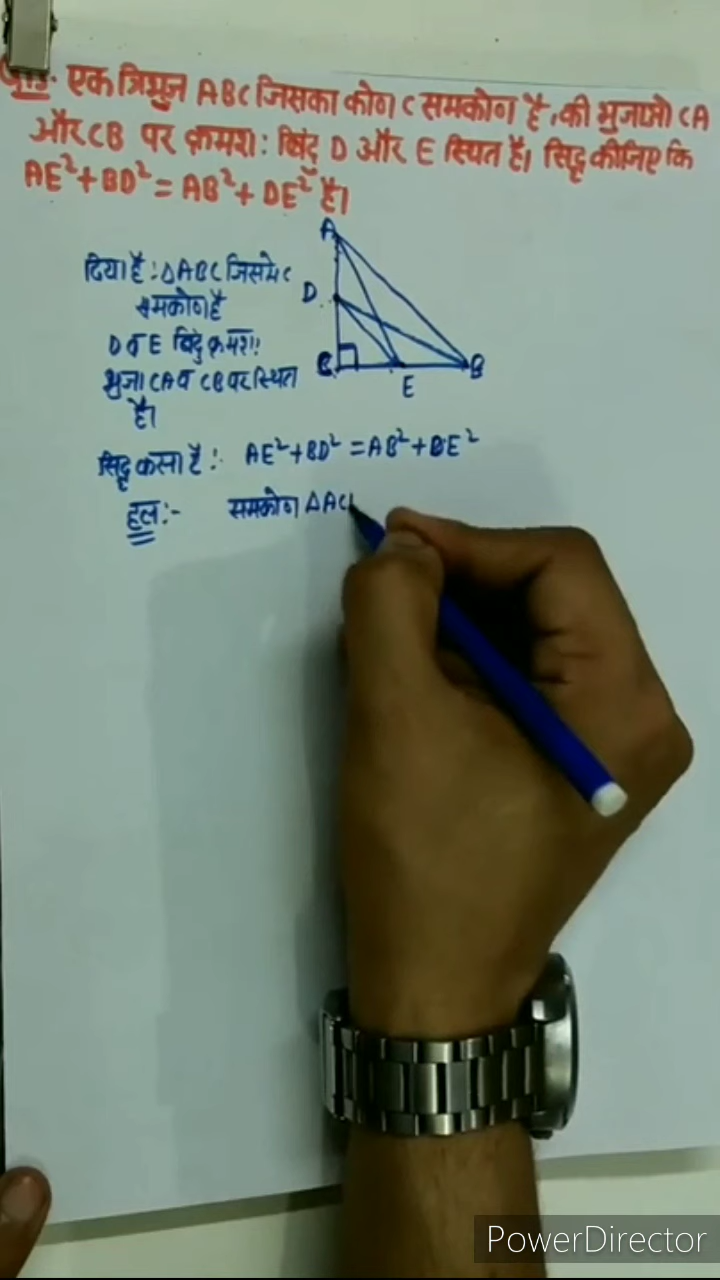 एक त्रिभुज ABC जिसका कोण C समकोण है, की भुजाओं CA
और CB पर क्रमश: बिंदु D और E स्थित हैं। सिद्ध कीजिए कि
AE² + BD² = AB² + DE² है।
A
दिया है : ΔABC जिसमे C
समकोण है
D
D व E बिंदु क्रमश:
C
B
भुजा CA व CB पर स्थित
E
है।
सिद्ध करना है : AE² + BD² = AB² + DE²
हल :- समकोण ΔAC
PowerDirector